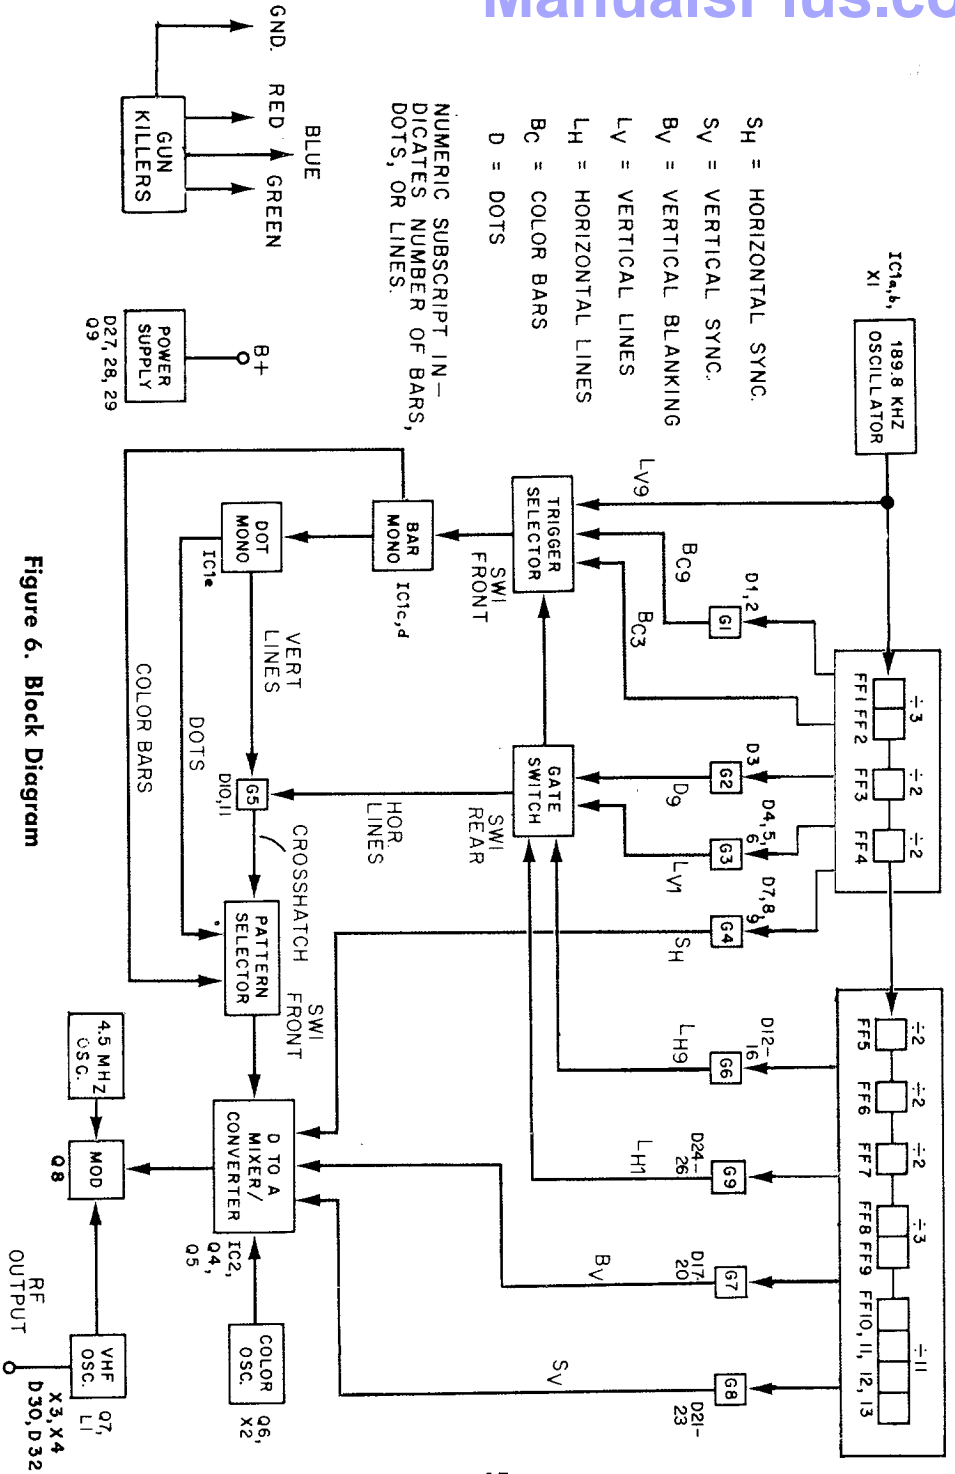 ManualsPlus.co
IC1a,b,
X1
189.8 KHZ
OSCILLATOR
÷3
FF1 FF2
÷2
FF3
÷2
FF4
÷2
FF5
÷2
FF6
÷2
FF7
÷3
FF8 FF9
÷11
FF10, 11, 12, 13
D1,2
G1
D3
G2
D4,5,
6
G3
D7,8,
9
G4
D12-
16
G6
D24-
26
G9
D17-
20
G7
D21-
23
G8
LV9
BC9
BC3
D9
LV1
SH
LH9
LH1
BV
SV
SH = HORIZONTAL SYNC.
SV = VERTICAL SYNC.
BV = VERTICAL BLANKING
LV = VERTICAL LINES
LH = HORIZONTAL LINES
BC = COLOR BARS
D = DOTS
NUMERIC SUBSCRIPT IN-
DICATES NUMBER OF BARS,
DOTS, OR LINES.
TRIGGER
SELECTOR
SW1
FRONT
GATE
SWITCH
SW1
REAR
BAR
MONO
IC1c,d
HOR.
LINES
DOT
MONO
IC1e
VERT
LINES
G5
D10,11
CROSSHATCH
DOTS
COLOR BARS
PATTERN
SELECTOR
SW1
FRONT
D TO A
MIXER/
CONVERTER
IC2,
Q4,
Q5
COLOR
OSC.
Q6,
X2
4.5 MHZ
OSC.
MOD
Q8
VHF
OSC.
Q7,
L1
X3, X4
D30, D32
RF
OUTPUT
GND.
RED
BLUE
GREEN
GUN
KILLERS
B+
POWER
SUPPLY
D27, 28, 29
Q9
Figure 6. Block Diagram